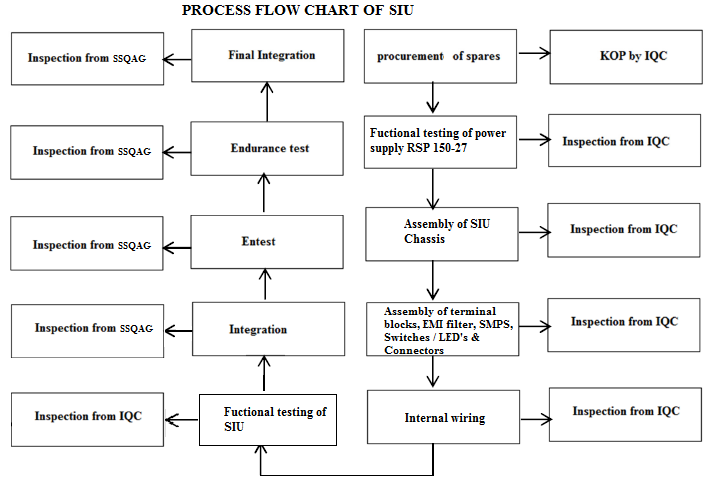 PROCESS FLOW CHART OF SIU
Inspection from SSQAG
Final Integration
procurement of spares
KOP by IQC
Inspection from SSQAG
Endurance test
Fuctional testing of power
supply RSP 150-27
Inspection from IQC
Inspection from SSQAG
Entest
Assembly of SIU
Chassis
Inspection from IQC
Inspection from SSQAG
Integration
Assembly of terminal
blocks, EMI filter, SMPS,
Switches / LED's &
Connectors
Inspection from IQC
Inspection from IQC
Fuctional testing of
SIU
Internal wiring
Inspection from IQC